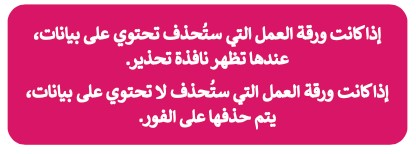 إذا كانت ورقة العمل التي ستُحذف تحتوي على بيانات،
عندها تظهر نافذة تحذير.
إذا كانت ورقة العمل التي ستُحذف لا تحتوي على بيانات،
يتم حذفها على الفور.